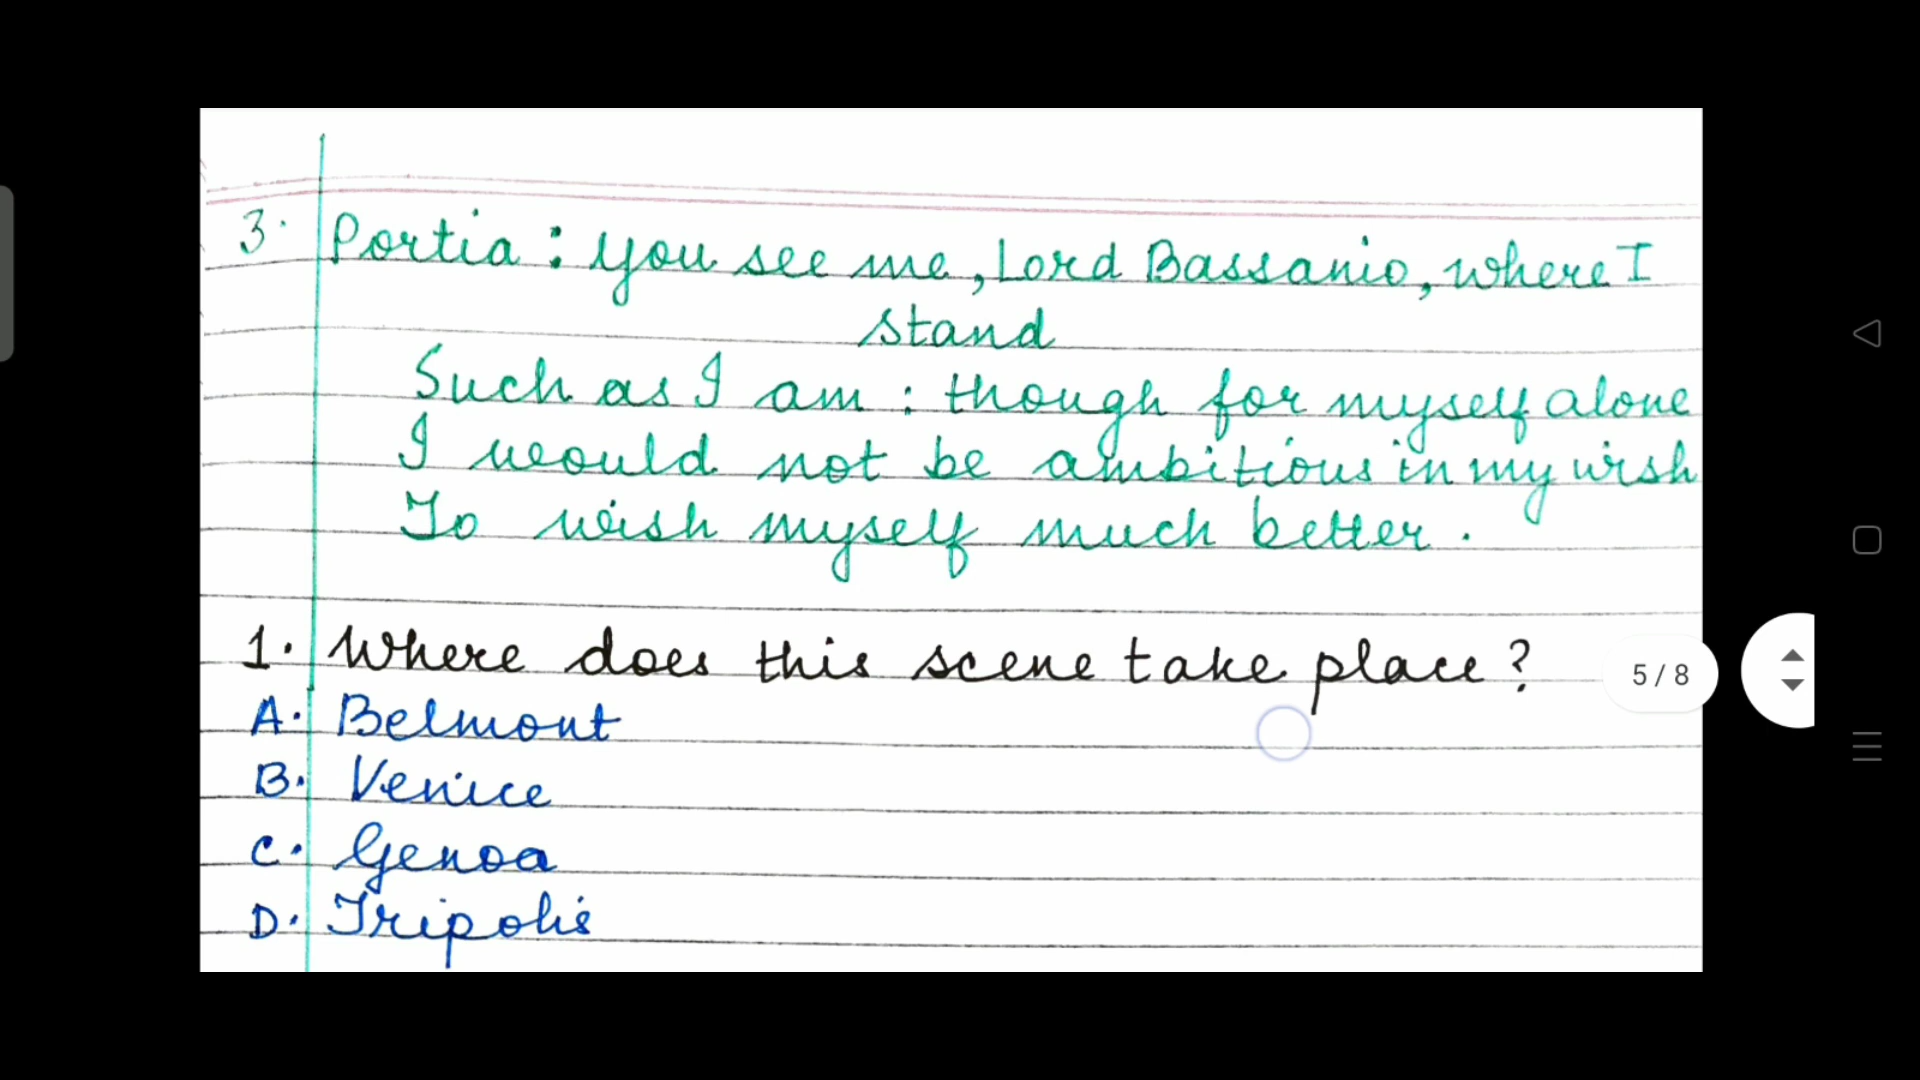 3. Portia : You see me, Lord Bassanio, where I
stand
Such as I am : though for myself alone
I would not be ambitious in my wish
To wish myself much better.
1. Where does this scene take place ?
A. Belmont
B. Venice
C. Genoa
D. Tripolis
5 / 8